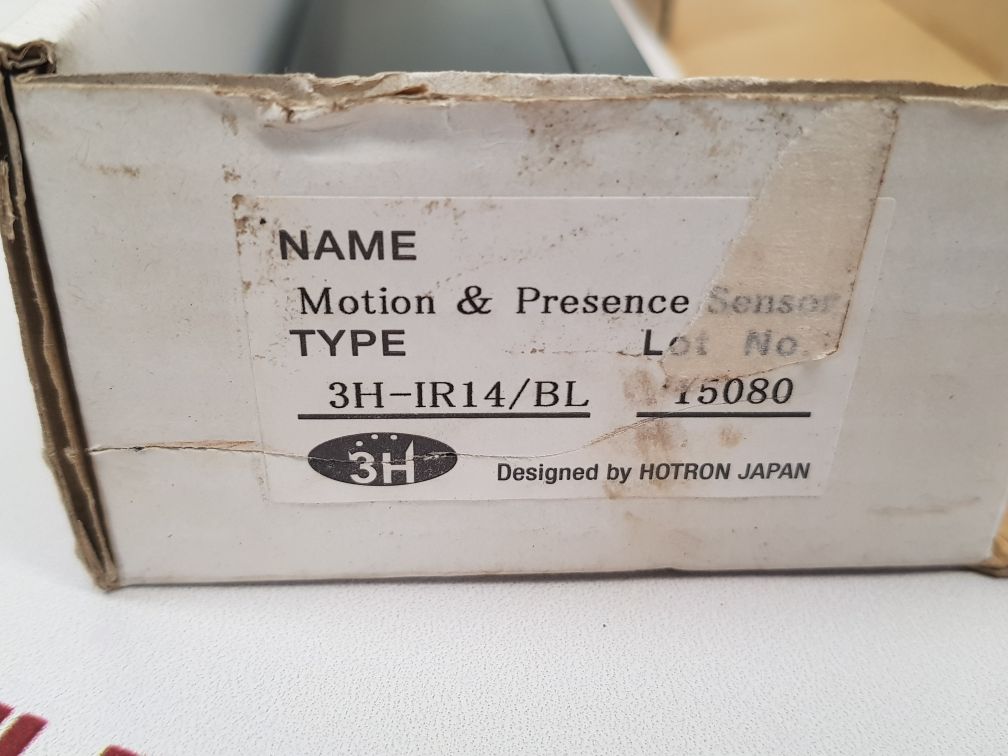 NAME
Motion & Presence Sensor
TYPE Lot No.
3H-IR14/BL 15080
3H Designed by HOTRON JAPAN